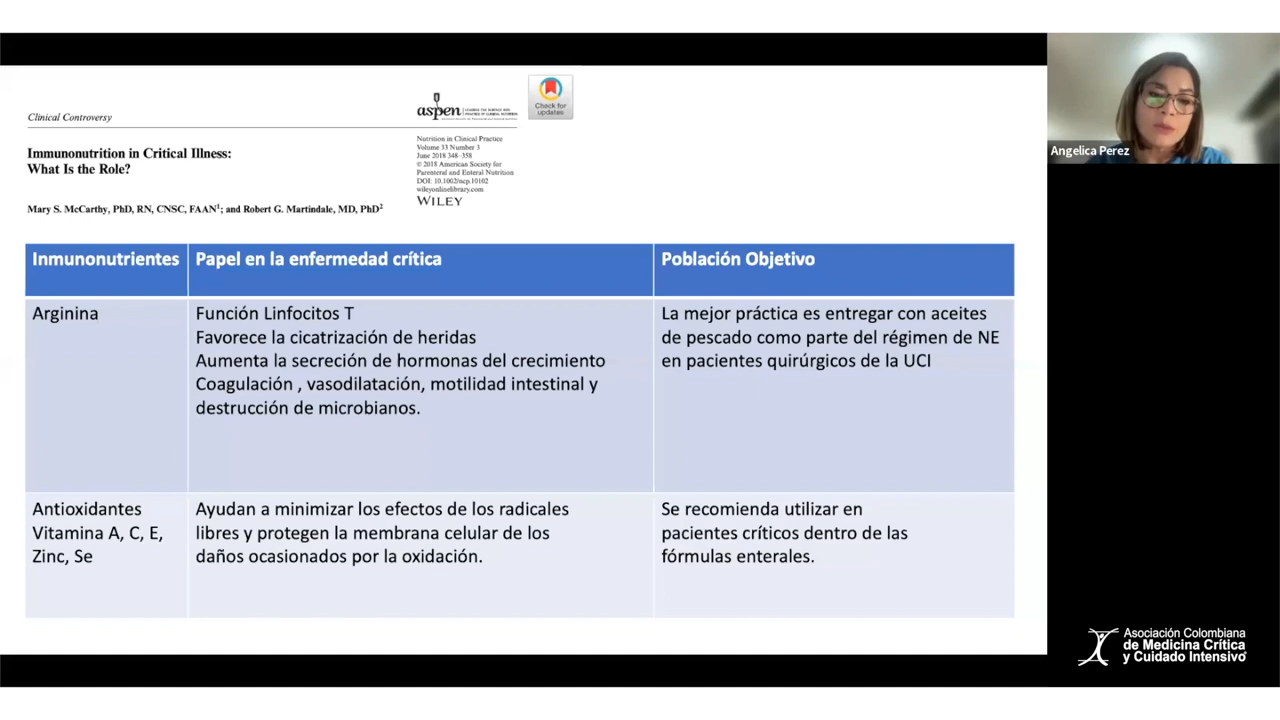 Clinical Controversy
Immunonutrition in Critical Illness:
What Is the Role?
Mary S. McCarthy, PhD, RN, CNSC, FAAN1; and Robert G. Martindale, MD, PhD2
aspen
Nutrition in Clinical Practice
Volume 33 Number 3
June 2018 348–358
© 2018 American Society for
Parenteral and Enteral Nutrition
DOI: 10.1002/ncp.10102
wileyonlinelibrary.com
WILEY
Check for
updates
Angelica Perez
Inmunonutrientes
Papel en la enfermedad crítica
Población Objetivo
Arginina
Función Linfocitos T
Favorece la cicatrización de heridas
Aumenta la secreción de hormonas del crecimiento
Coagulación , vasodilatación, motilidad intestinal y
destrucción de microbianos.
La mejor práctica es entregar con aceites
de pescado como parte del régimen de NE
en pacientes quirúrgicos de la UCI
Antioxidantes
Vitamina A, C, E,
Zinc, Se
Ayudan a minimizar los efectos de los radicales
libres y protegen la membrana celular de los
daños ocasionados por la oxidación.
Se recomienda utilizar en
pacientes críticos dentro de las
fórmulas enterales.
Asociación Colombiana
de Medicina Crítica
y Cuidado Intensivo